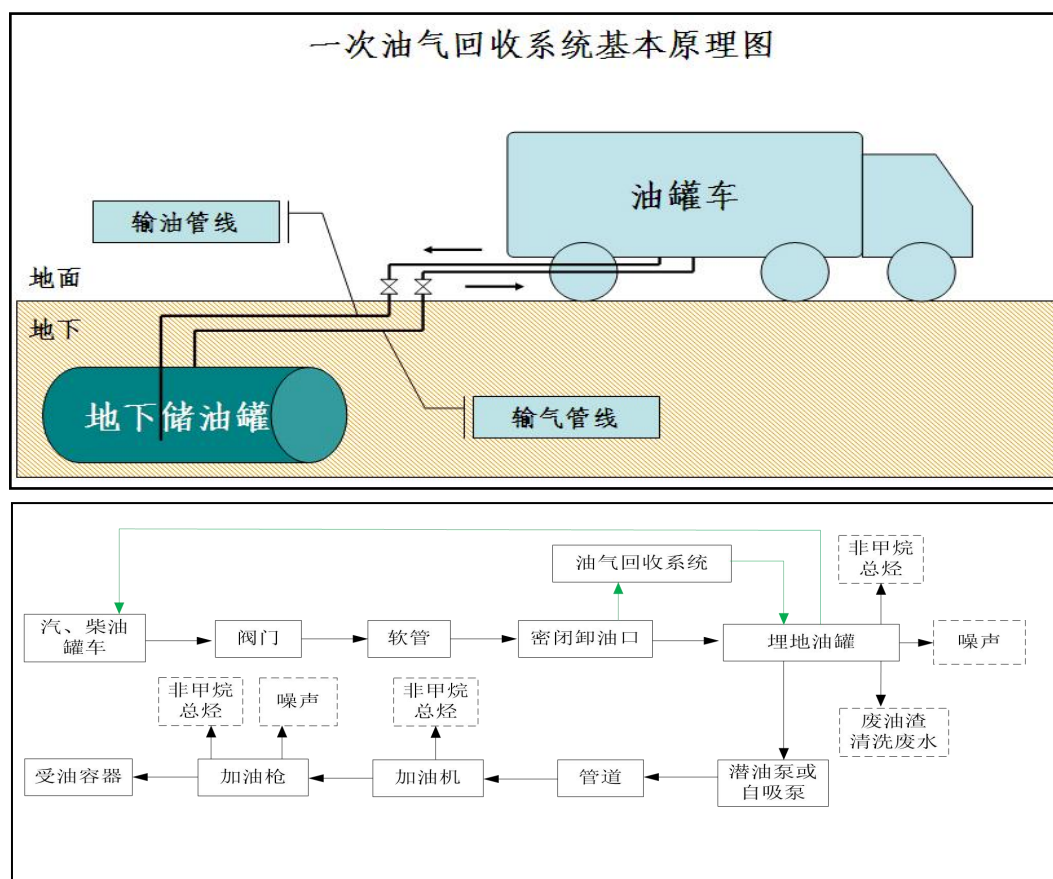 一次油气回收系统基本原理图
油罐车
输油管线
地面
地下
地下储油罐
输气管线
非甲烷
总烃
油气回收系统
汽、柴油
罐车
阀门
软管
密闭卸油口
埋地油罐
噪声
非甲烷
总烃
噪声
非甲烷
总烃
废油渣
清洗废水
受油容器
加油枪
加油机
管道
潜油泵或
自吸泵